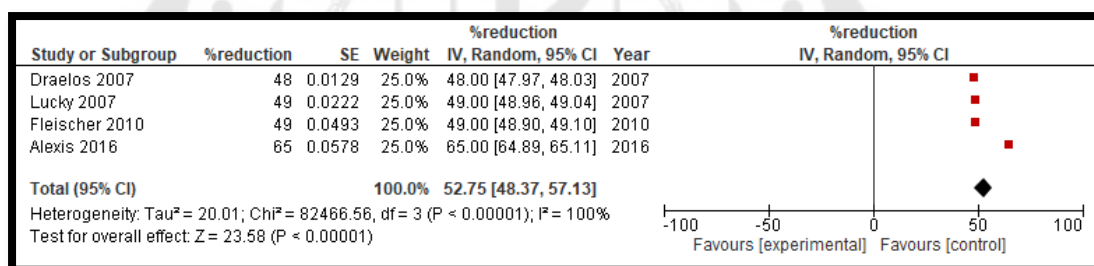 %reduction %reduction
Study or Subgroup %reduction SE Weight IV, Random, 95% CI Year IV, Random, 95% CI
Draelos 2007 48 0.0129 25.0% 48.00 [47.97, 48.03] 2007
Lucky 2007 49 0.0222 25.0% 49.00 [48.96, 49.04] 2007
Fleischer 2010 49 0.0493 25.0% 49.00 [48.90, 49.10] 2010
Alexis 2016 65 0.0578 25.0% 65.00 [64.89, 65.11] 2016
Total (95% CI) 100.0% 52.75 [48.37, 57.13]
Heterogeneity: Tau² = 20.01; Chi² = 82466.56, df = 3 (P < 0.00001); I² = 100%
Test for overall effect: Z = 23.58 (P < 0.00001)
-100 -50 0 50 100
Favours [experimental] Favours [control]